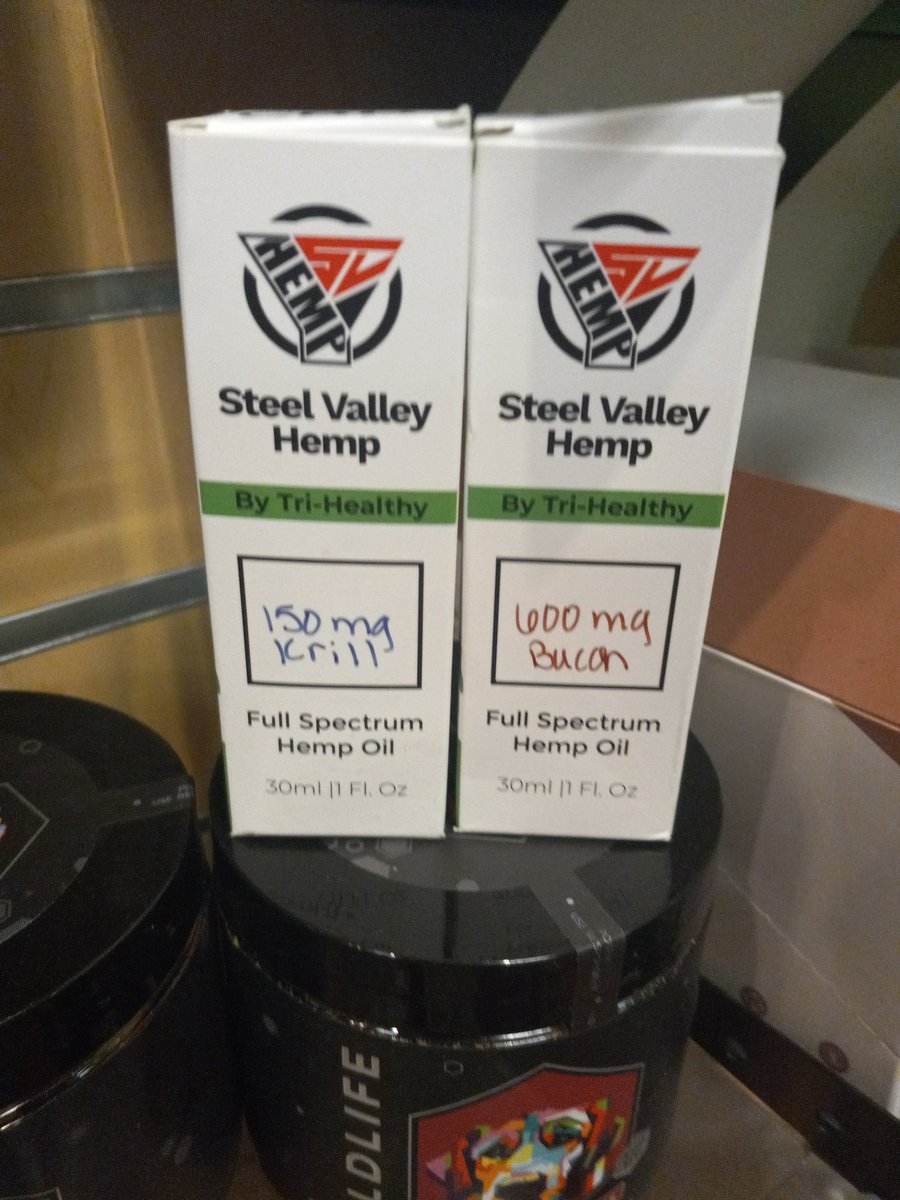 HEMP
SV
Steel Valley
Hemp
By Tri-Healthy
150 mg
Krill
Full Spectrum
Hemp Oil
30ml |1 Fl. Oz
HEMP
SV
Steel Valley
Hemp
By Tri-Healthy
600 mg
Bacon
Full Spectrum
Hemp Oil
30ml |1 Fl. Oz
LDLIFE